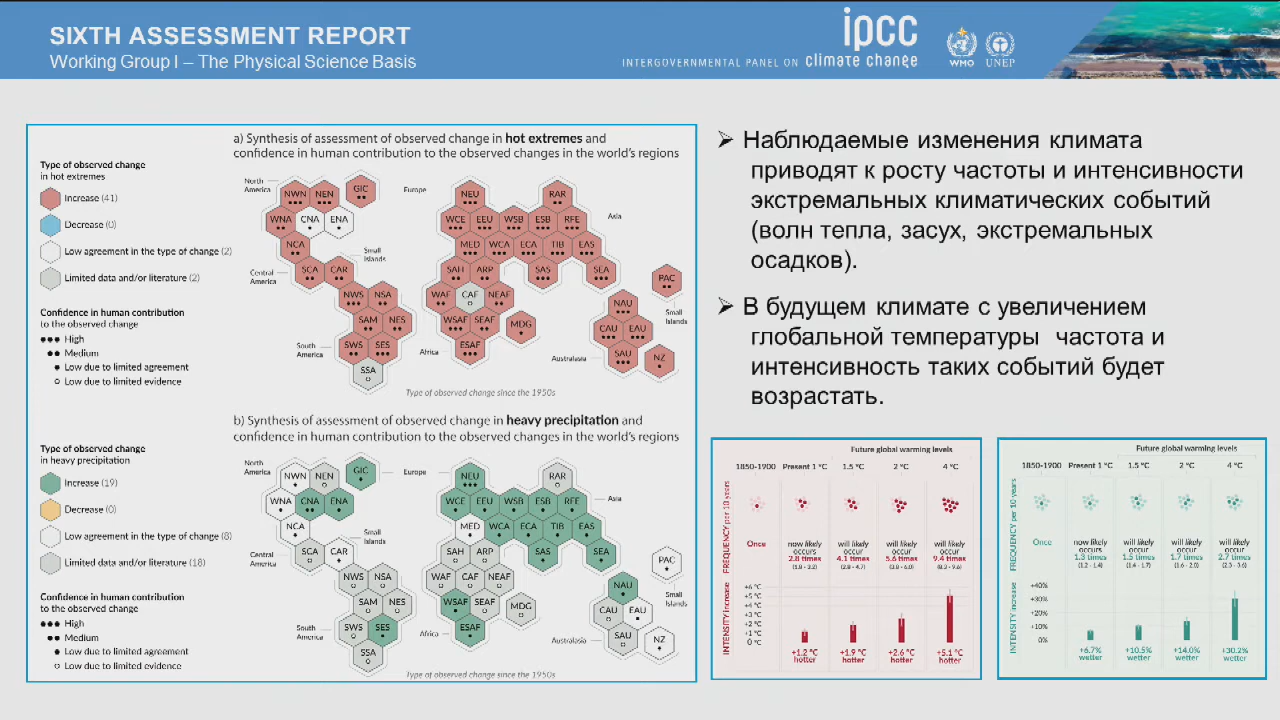 SIXTH ASSESSMENT REPORT
Working Group I – The Physical Science Basis
ipcc
INTERGOVERNMENTAL PANEL ON climate change
WMO
UNEP
a) Synthesis of assessment of observed change in hot extremes and
confidence in human contribution to the observed changes in the world's regions
Type of observed change
in hot extremes
Increase (41)
Decrease (0)
Low agreement in the type of change (2)
Limited data and/or literature (2)
Confidence in human contribution
to the observed change
High
Medium
Low due to limited agreement
Low due to limited evidence
North
America
Europe
Asia
Small
Islands
Central
America
South
America
Africa
Australasia
Small
Islands
NWN NEN GIC NEU RAR
WNA CNA ENA WCE EEU WSB ESB RFE
NCA MED WCA ECA TIB EAS
SCA CAR SAH ARP SAS SEA PAC
NWS NSA WAF CAF NEAF NAU
SAM NES WSAF SEAF MDG CAU EAU
SWS SES ESAF SAU NZ
SSA
Type of observed change since the 1950s
b) Synthesis of assessment of observed change in heavy precipitation and
confidence in human contribution to the observed changes in the world's regions
Type of observed change
in heavy precipitation
Increase (19)
Decrease (0)
Low agreement in the type of change (8)
Limited data and/or literature (18)
Confidence in human contribution
to the observed change
High
Medium
Low due to limited agreement
Low due to limited evidence
North
America
Europe
Asia
Small
Islands
Central
America
South
America
Africa
Australasia
Small
Islands
NWN NEN GIC NEU RAR
WNA CNA ENA WCE EEU WSB ESB RFE
NCA MED WCA ECA TIB EAS
SCA CAR SAH ARP SAS SEA PAC
NWS NSA WAF CAF NEAF NAU
SAM NES WSAF SEAF MDG CAU EAU
SWS SES ESAF SAU NZ
SSA
Type of observed change since the 1950s
➢ Наблюдаемые изменения климата
приводят к росту частоты и интенсивности
экстремальных климатических событий
(волн тепла, засух, экстремальных
осадков).
➢ В будущем климате с увеличением
глобальной температуры частота и
интенсивность таких событий будет
возрастать.
Future global warming levels
1850-1900 Present 1 °C 1.5 °C 2 °C 4 °C
FREQUENCY per 10 years
Once now likely will likely will likely will likely
occurs occur occur occur
2.8 times 4.1 times 5.6 times 9.4 times
(1.8 - 3.2) (2.8 - 4.7) (3.8 - 6.0) (8.3 - 9.6)
INTENSITY increase
+6 °C
+5 °C
+4 °C
+3 °C
+2 °C
+1 °C
0 °C
+1.2 °C +1.9 °C +2.6 °C +5.1 °C
hotter hotter hotter hotter
Future global warming levels
1850-1900 Present 1 °C 1.5 °C 2 °C 4 °C
FREQUENCY per 10 years
Once now likely will likely will likely will likely
occurs occur occur occur
1.3 times 1.5 times 1.7 times 2.7 times
(1.2 - 1.4) (1.4 - 1.7) (1.6 - 2.0) (2.3 - 3.6)
INTENSITY increase
+40%
+30%
+20%
+10%
0%
+6.7% +10.5% +14.0% +30.2%
wetter wetter wetter wetter